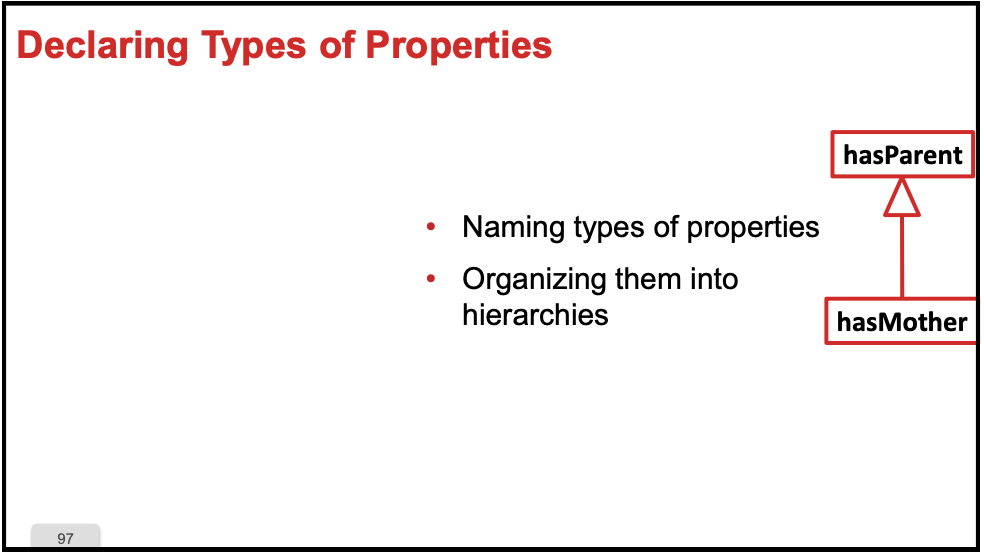 Declaring Types of Properties
hasParent
• Naming types of properties
• Organizing them into
hierarchies
hasMother
97